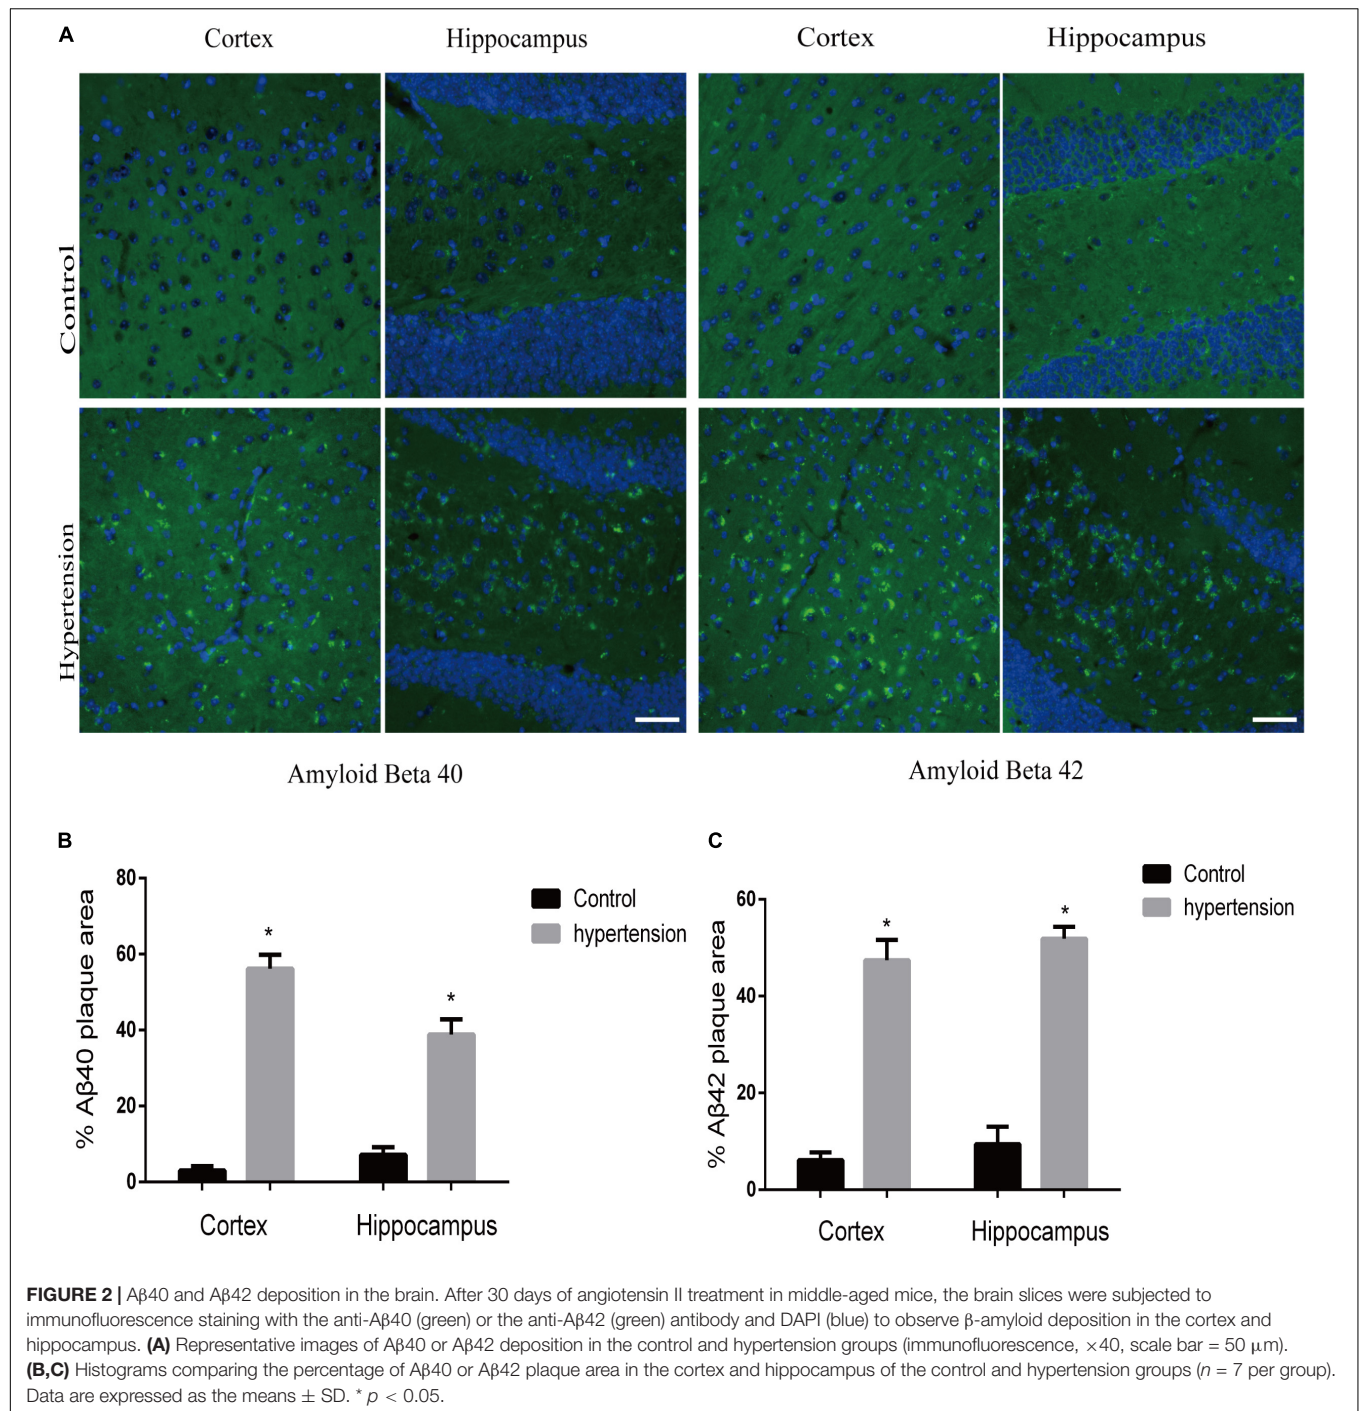 A
Cortex
Hippocampus
Cortex
Hippocampus
Control
Hypertension
Amyloid Beta 40
Amyloid Beta 42
B
% Aβ40 plaque area
80
60
40
20
0
*
*
Cortex
Hippocampus
Control
hypertension
C
% Aβ42 plaque area
60
40
20
0
*
*
Cortex
Hippocampus
Control
hypertension
FIGURE 2 | Aβ40 and Aβ42 deposition in the brain. After 30 days of angiotensin II treatment in middle-aged mice, the brain slices were subjected to
immunofluorescence staining with the anti-Aβ40 (green) or the anti-Aβ42 (green) antibody and DAPI (blue) to observe β-amyloid deposition in the cortex and
hippocampus. (A) Representative images of Aβ40 or Aβ42 deposition in the control and hypertension groups (immunofluorescence, ×40, scale bar = 50 μm).
(B,C) Histograms comparing the percentage of Aβ40 or Aβ42 plaque area in the cortex and hippocampus of the control and hypertension groups (n = 7 per group).
Data are expressed as the means ± SD. * p < 0.05.